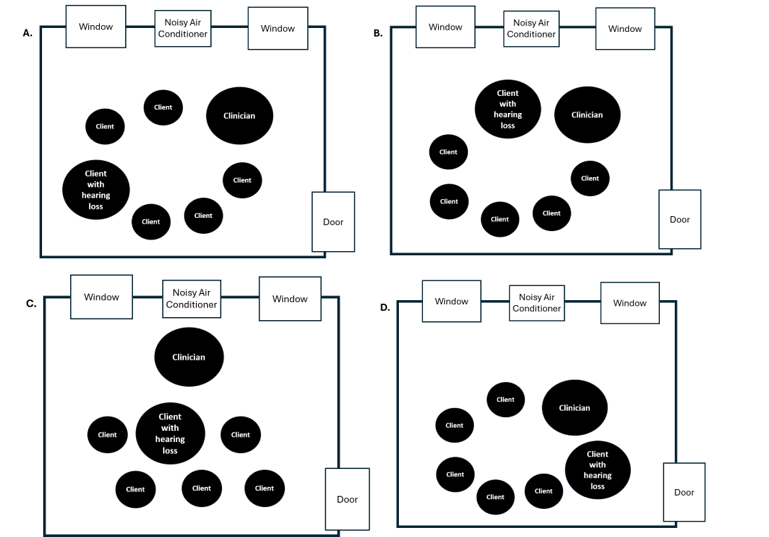 A.
Window
Noisy Air
Conditioner
Window
Client
Client
Clinician
Client
with
hearing
loss
Client
Client
Client
Door
B.
Window
Noisy Air
Conditioner
Window
Client
with
hearing
loss
Clinician
Client
Client
Client
Client
Client
Door
C.
Window
Noisy Air
Conditioner
Window
Clinician
Client
Client
with
hearing
loss
Client
Client
Client
Client
Door
D.
Window
Noisy Air
Conditioner
Window
Client
Clinician
Client
Client
with
hearing
loss
Client
Client
Client
Door